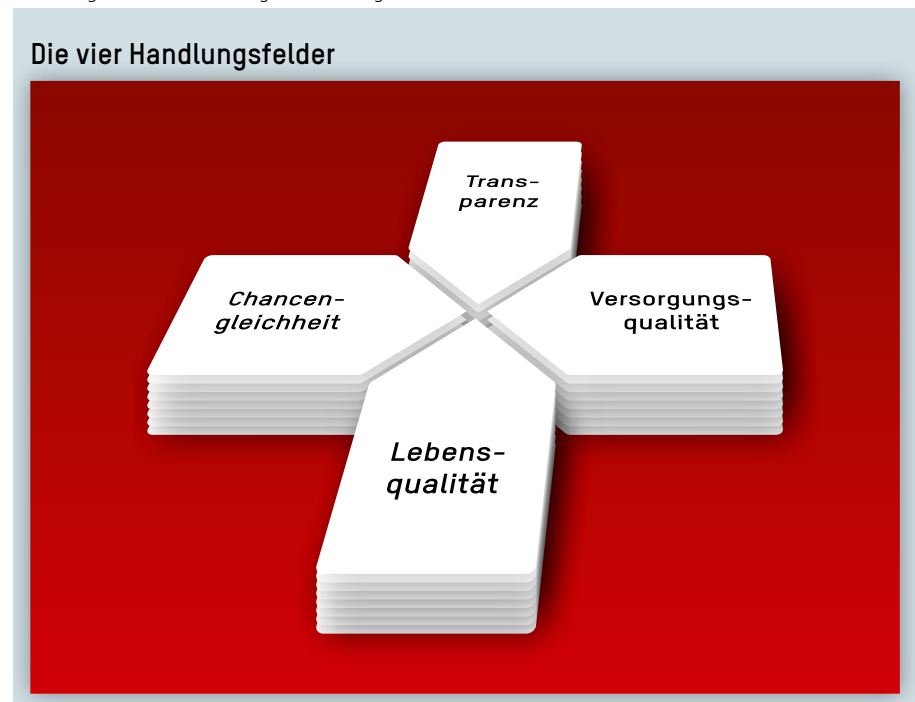 Die vier Handlungsfelder
Trans-
parenz
Chancen-
gleichheit
Versorgungs-
qualität
Lebens-
qualität